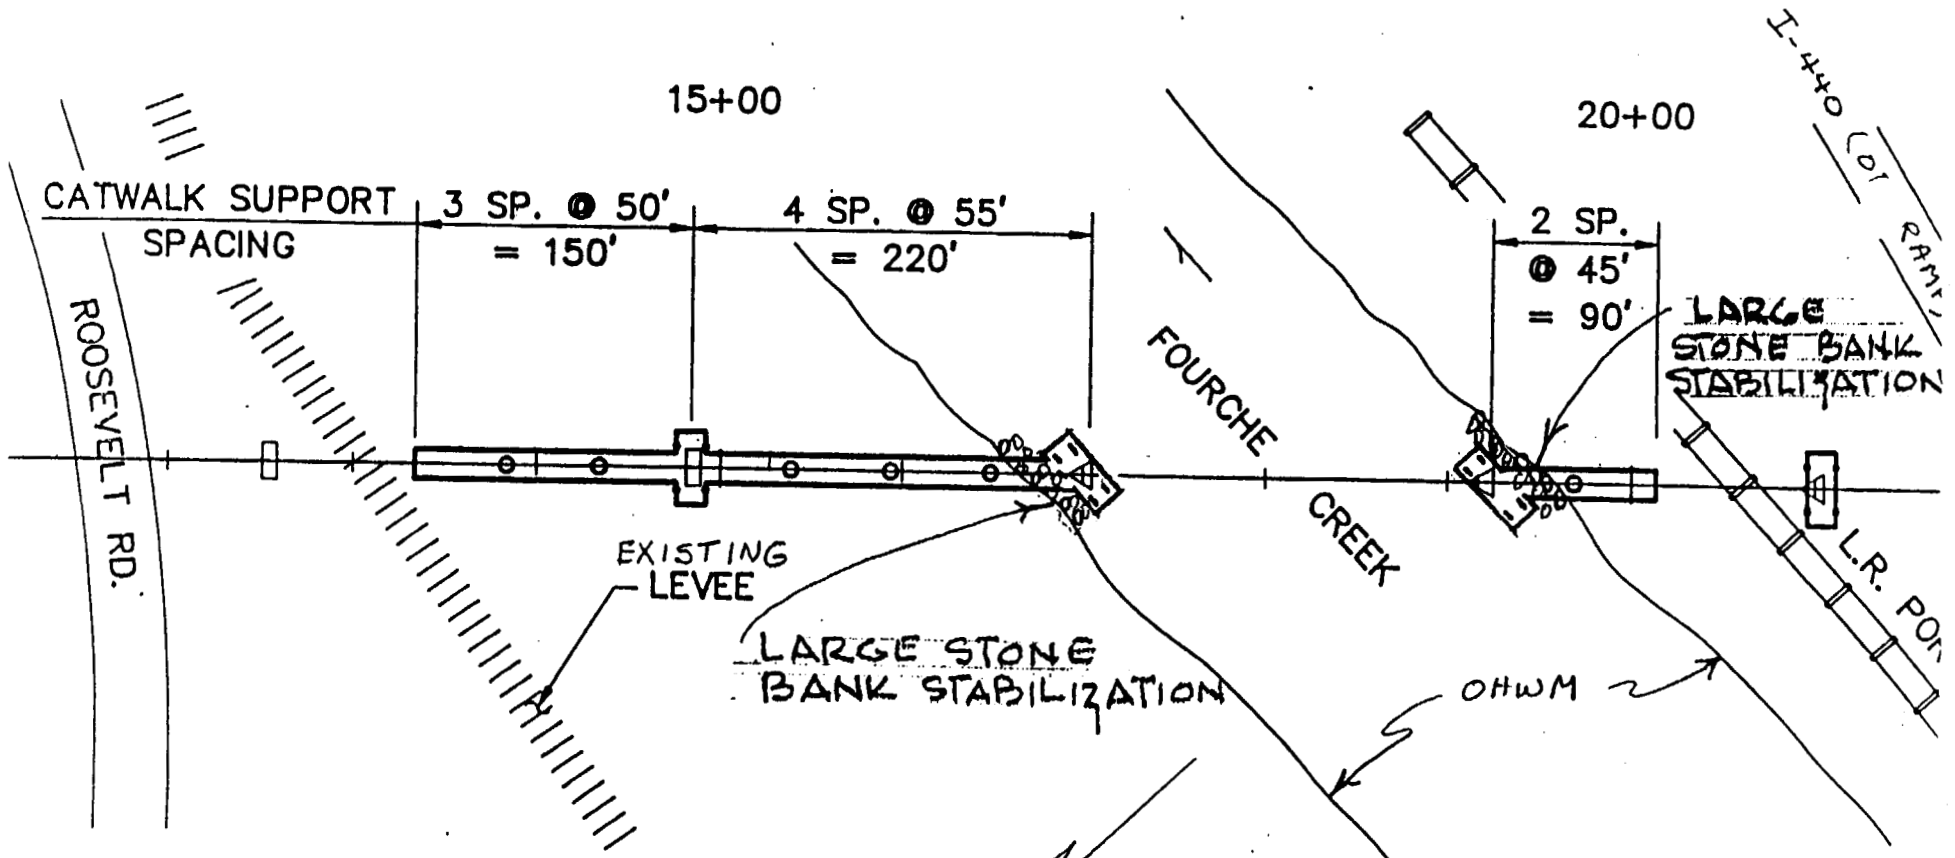 15+00
20+00
I-440
RAMP
CATWALK SUPPORT
SPACING
3 SP. @ 50'
= 150'
4 SP. @ 55'
= 220'
2 SP.
@ 45'
= 90'
LARGE
STONE BANK
STABILIZATION
ROOSEVELT RD.
FOURCHE
CREEK
EXISTING
LEVEE
LARGE STONE
BANK STABILIZATION
OHWM
L.R. POR